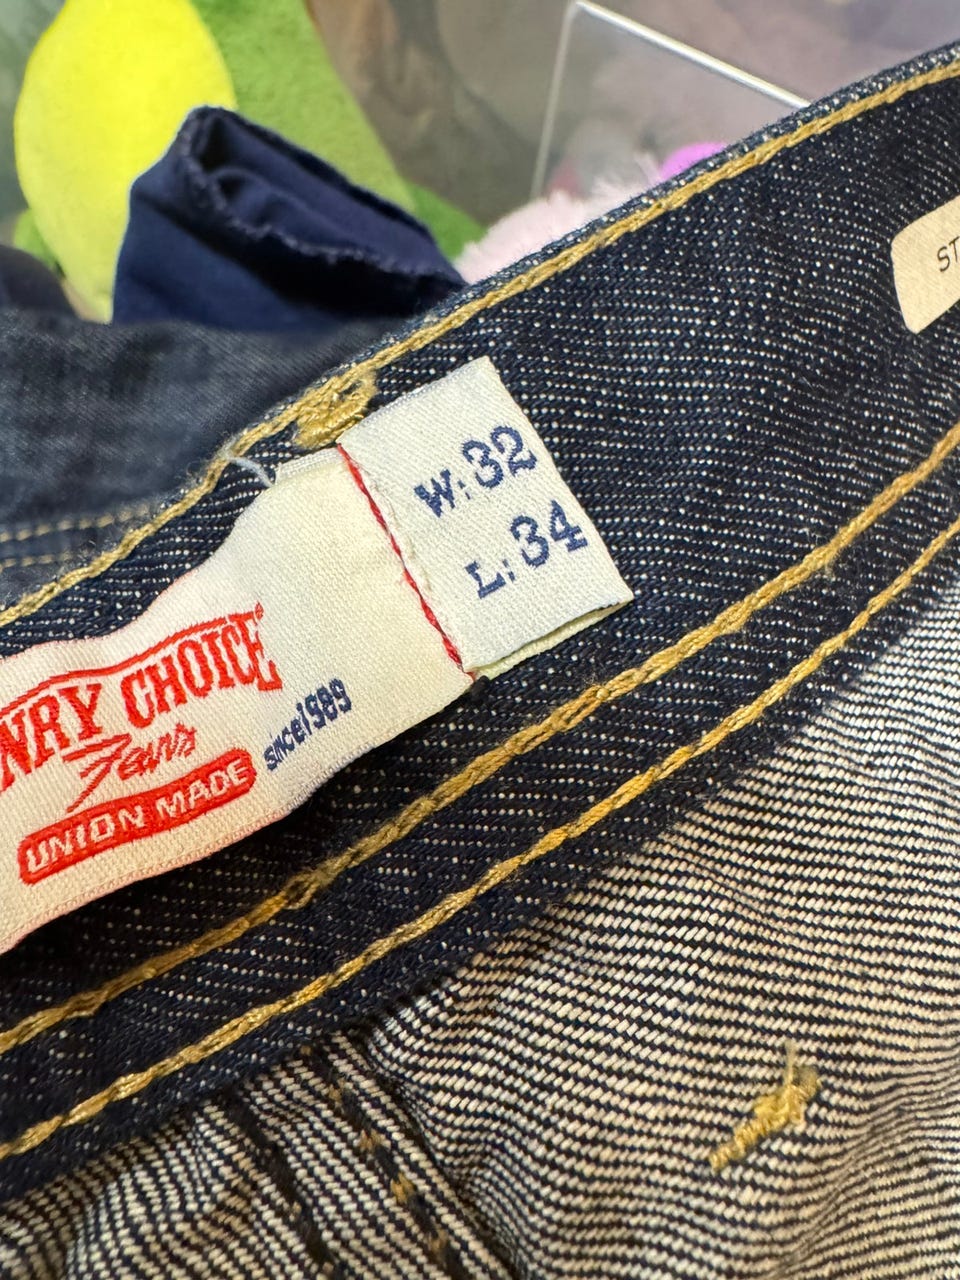 W:32
L:34
NRY CHOICE®
Jeans
UNION MADE
since1989
ST